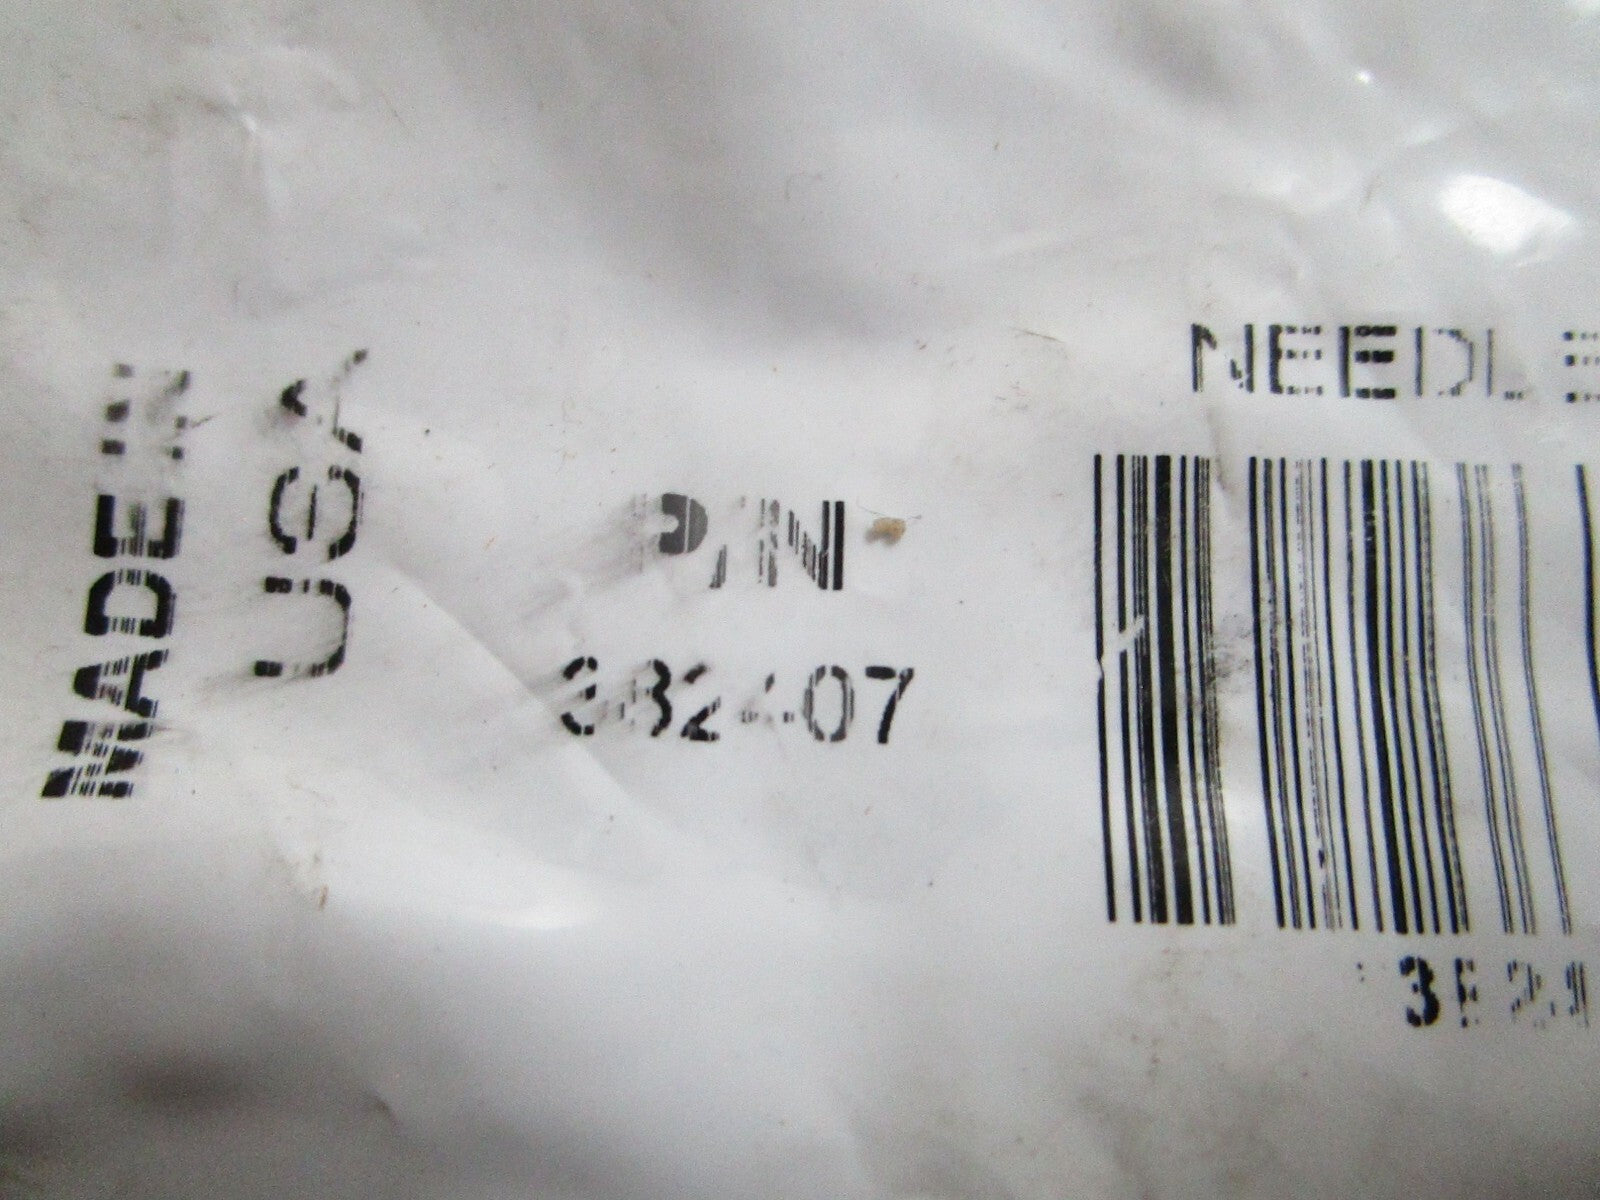 MADE IN
USA
P/N
382407
NEEDLE